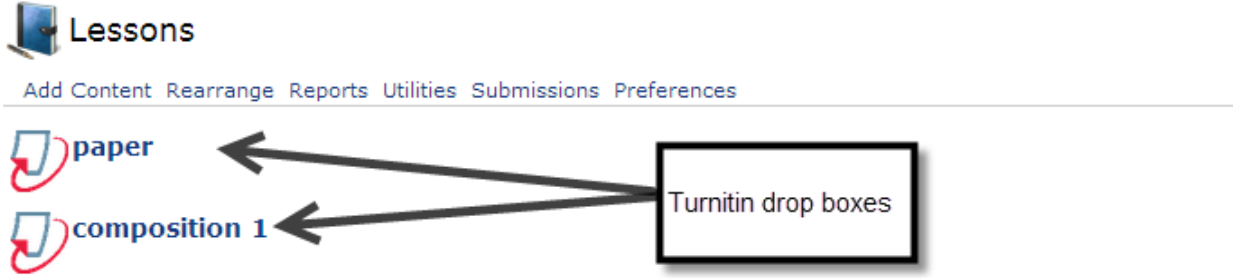 Lessons
Add Content Rearrange Reports Utilities Submissions Preferences
paper
Turnitin drop boxes
composition 1